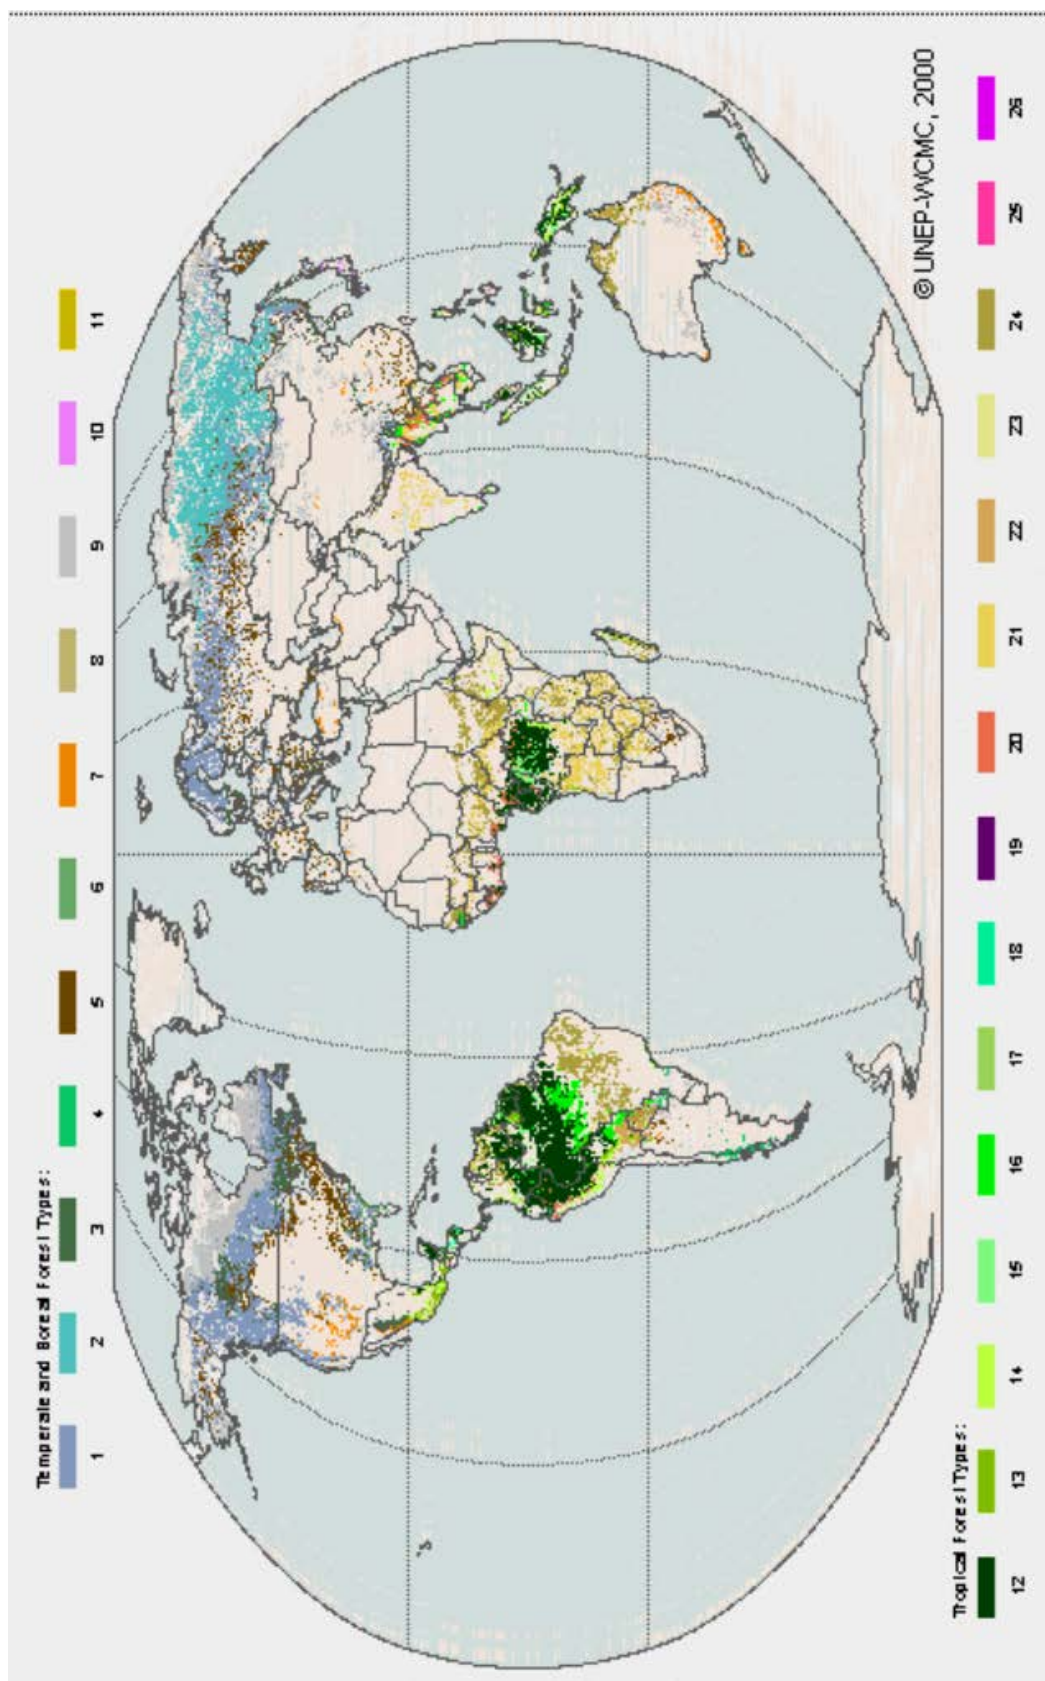 Temperate and Boreal Forest Types:
1 2 3 4 5 6 7 8 9 10 11
© UNEP-WCMC, 2000
Tropical Forest Types:
12 13 14 15 16 17 18 19 20 21 22 23 24 25 26